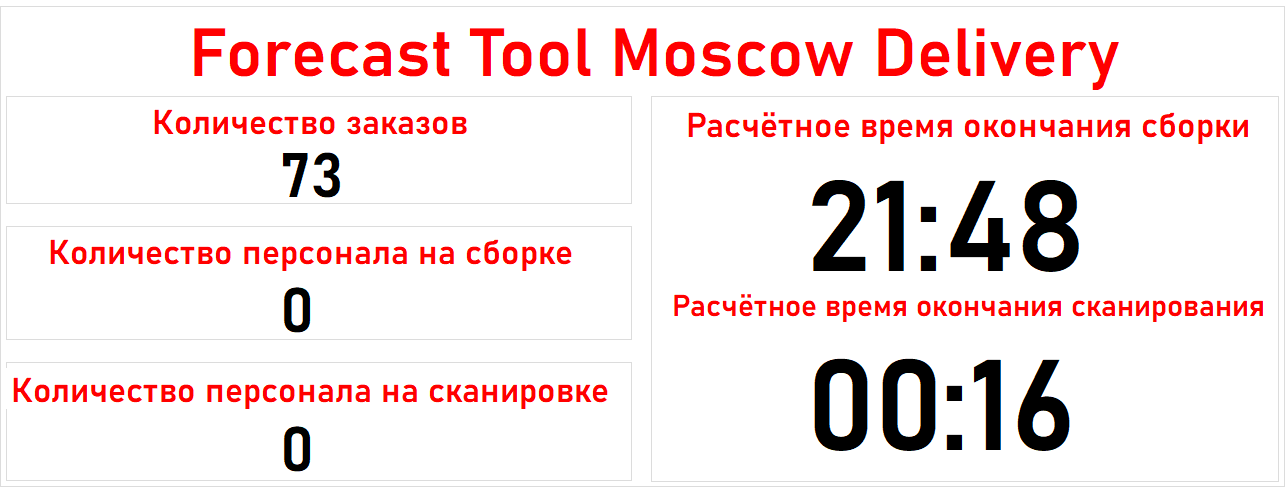 Forecast Tool Moscow Delivery
Количество заказов
73
Количество персонала на сборке
0
Количество персонала на сканировке
0
Расчётное время окончания сборки
21:48
Расчётное время окончания сканирования
00:16